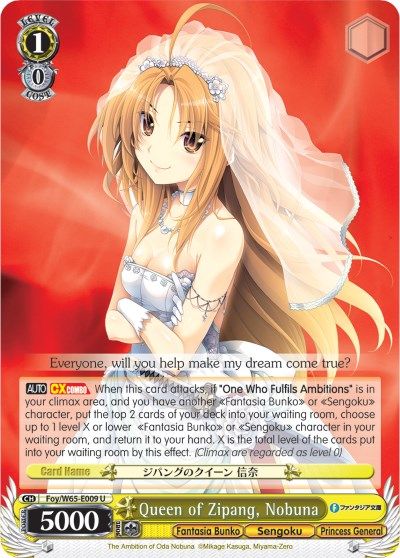 LEVEL
1
0
COST
Everyone, will you help make my dream come true?
AUTO CX COMBO When this card attacks, if "One Who Fulfils Ambitions" is in
your climax area, and you have another «Fantasia Bunko» or «Sengoku»
character, put the top 2 cards of your deck into your waiting room, choose
up to 1 level X or lower «Fantasia Bunko» or «Sengoku» character in your
waiting room, and return it to your hand. X is the total level of the cards put
into your waiting room by this effect. (Climax are regarded as level 0)
Card Name
ジパングのクイーン 信奈
CH Foy/W65-E009 U
POWER 5000 SOUL
Queen of Zipang, Nobuna
ファンタジア文庫
Fantasia Bunko Sengoku Princess General
The Ambition of Oda Nobuna ©Mikage Kasuga, Miyama-Zero